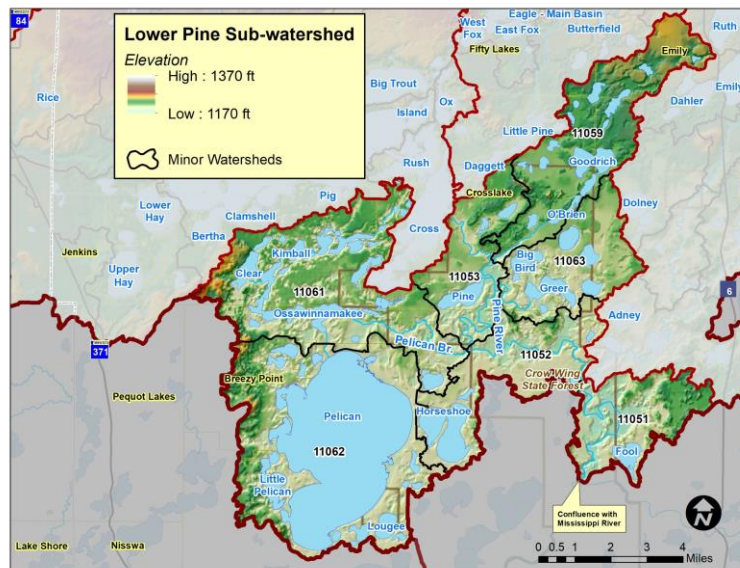 84
Lower Pine Sub-watershed
Elevation
High : 1370 ft
Low : 1170 ft
Minor Watersheds
West
Fox
Eagle - Main Basin
East Fox
Butterfield
Ruth
Fifty Lakes
Emily
Rice
Big Trout
Ox
Island
Dahler
Emily
Little Pine
11059
Rush
Daggett
Goodrich
Pig
Crosslake
Dolney
Lower
Hay
Clamshell
O'Brien
Bertha
Cross
Jenkins
Kimball
Big
Bird
11063
Upper
Hay
Clear
11053
11061
Pine
Greer
6
Ossawinnamakee
Pine River
Adney
Pelican Br.
11052
371
Breezy Point
Crow Wing
State Forest
Pequot Lakes
Pelican
Horseshoe
11051
11062
Fool
Little
Pelican
Confluence with
Mississippi River
N
Lougee
Lake Shore
Nisswa
0 0.5 1 2 3 4
Miles